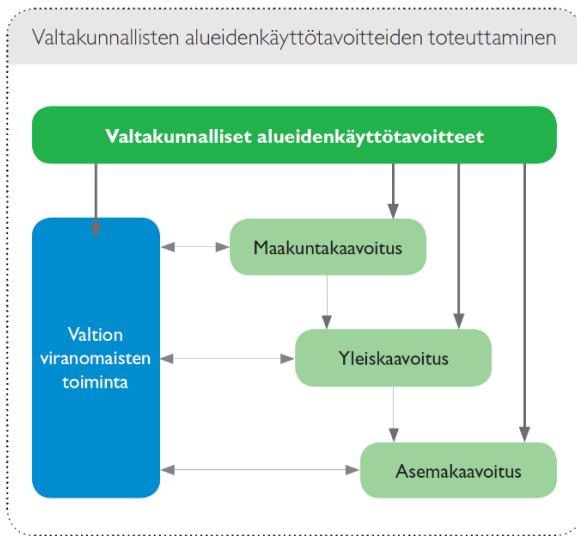 Valtakunnallisten alueidenkäyttötavoitteiden toteuttaminen
Valtakunnalliset alueidenkäyttötavoitteet
Maakuntakaavoitus
Valtion
viranomaisten
toiminta
Yleiskaavoitus
Asemakaavoitus